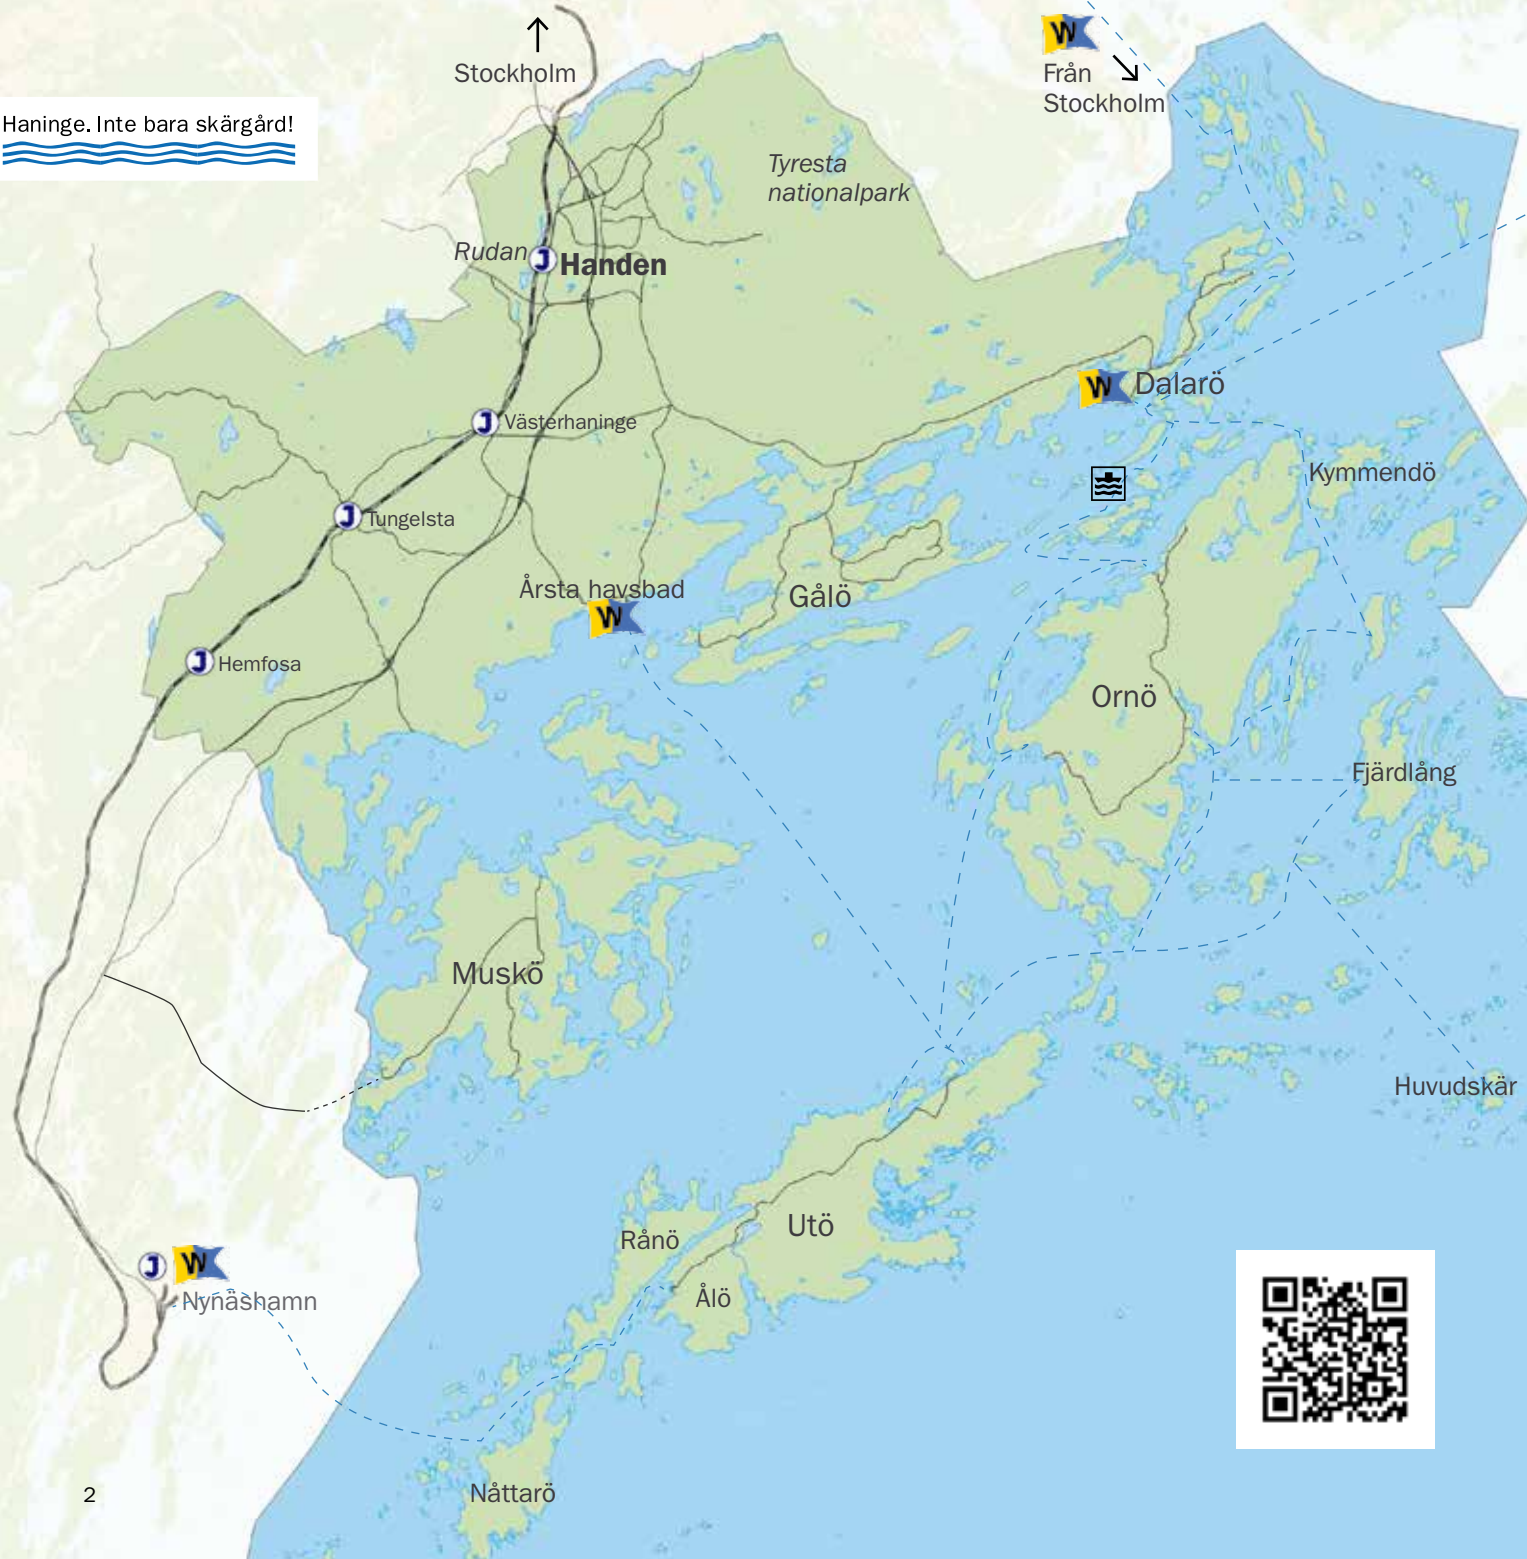 Stockholm
W
Från
Stockholm
Haninge. Inte bara skärgård!
Tyresta
nationalpark
Rudan
J
Handen
W
Dalarö
J
Västerhaninge
Kymmendö
J
Tungelsta
Årsta havsbad
W
Gålö
J
Hemfosa
Ornö
Fjärdlång
Muskö
Huvudskär
Utö
Rånö
J
W
Ålö
Nynäshamn
Nåttarö
2